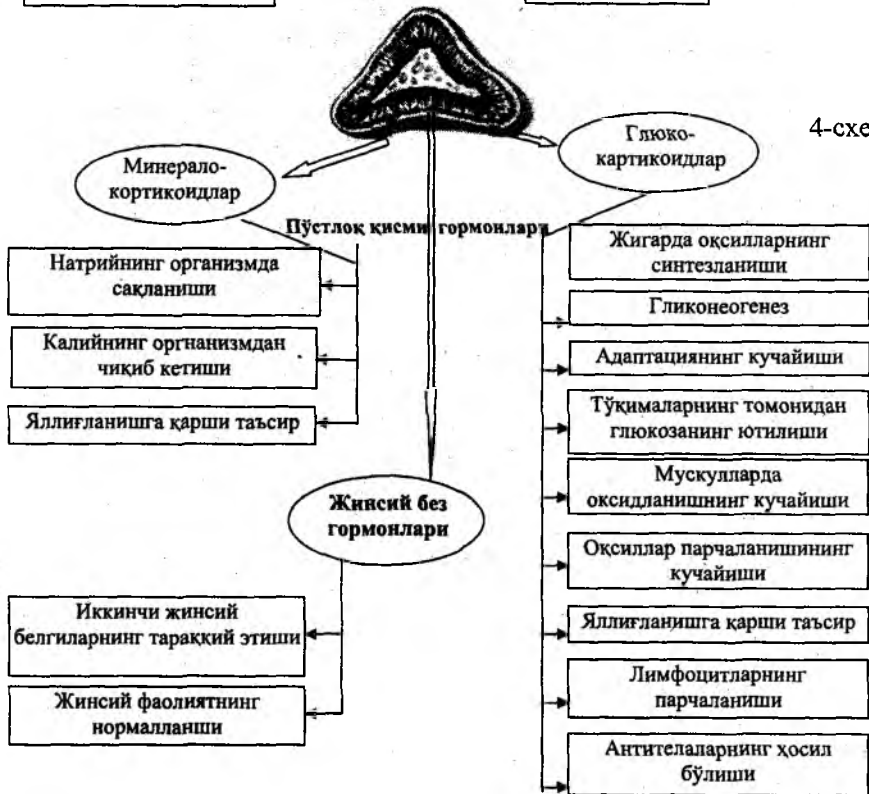 4-схе
Минерало-
кортикоидлар
Глюко-
картикоидлар
Пўстлоқ қисми гормонлари
Натрийнинг организмда
сақланиши
Калийнинг оргнанизмдан
чиқиб кетиши
Яллиғланишга қарши таъсир
Жинсий без
гормонлари
Иккинчи жинсий
белгиларнинг тараққий этиши
Жинсий фаолиятнинг
нормалланши
Жигарда оқсилларнинг
синтезланиши
Гликонеогенез
Адаптациянинг кучайиши
Тўқималарнинг томонидан
глюкозанинг ютилиши
Мускулларда
оксидланишнинг кучайиши
Оқсиллар парчаланишининг
кучайиши
Яллиғланишга қарши таъсир
Лимфоцитларнинг
парчаланиши
Антителаларнинг ҳосил
бўлиши